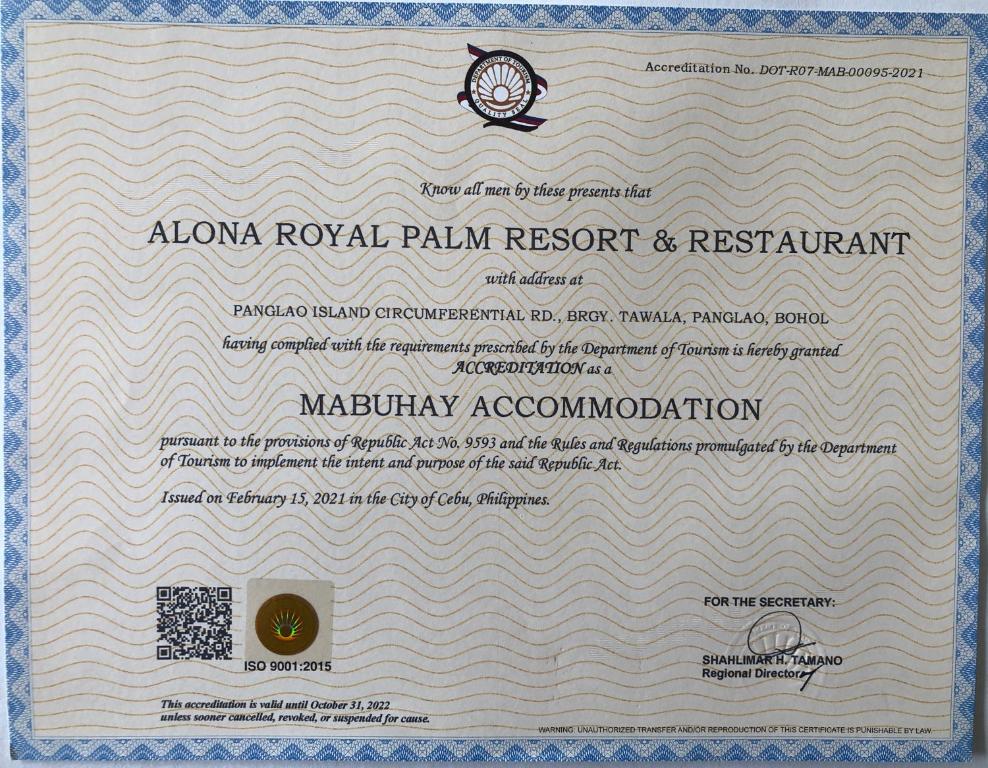 DEPARTMENT OF TOURISM
QUALITY SEAL
Accreditation No. DOT-R07-MAB-00095-2021
Know all men by these presents that
ALONA ROYAL PALM RESORT & RESTAURANT
with address at
PANGLAO ISLAND CIRCUMFERENTIAL RD., BRGY. TAWALA, PANGLAO, BOHOL
having complied with the requirements prescribed by the Department of Tourism is hereby granted
ACCREDITATION as a
MABUHAY ACCOMMODATION
pursuant to the provisions of Republic Act No. 9593 and the Rules and Regulations promulgated by the Department
of Tourism to implement the intent and purpose of the said Republic Act.
Issued on February 15, 2021 in the City of Cebu, Philippines.
ISO 9001:2015
FOR THE SECRETARY:
SHAHLIMAR H. TAMANO
Regional Director
This accreditation is valid until October 31, 2022
unless sooner cancelled, revoked, or suspended for cause.
WARNING: UNAUTHORIZED TRANSFER AND/OR REPRODUCTION OF THIS CERTIFICATE IS PUNISHABLE BY LAW